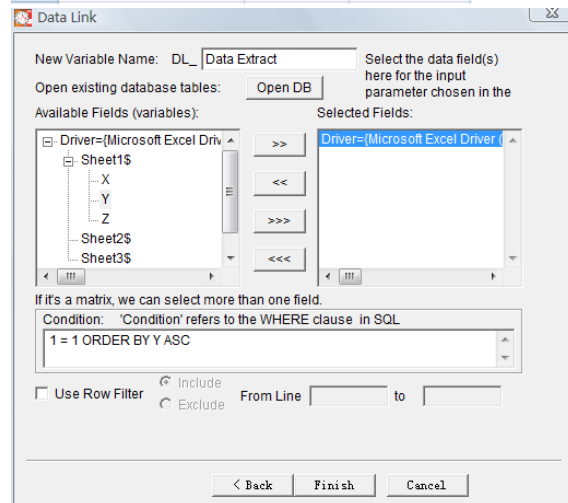 Data Link
New Variable Name: DL_ Data Extract
Select the data field(s)
here for the input
parameter chosen in the
Open existing database tables: Open DB
Available Fields (variables): Selected Fields:
Driver={Microsoft Excel Driv
Sheet1$
X
Y
Z
Sheet2$
Sheet3$
>>
<<
>>>
<<<
Driver={Microsoft Excel Driver (
If it's a matrix, we can select more than one field.
Condition: 'Condition' refers to the WHERE clause in SQL
1 = 1 ORDER BY Y ASC
Use Row Filter Include
Exclude
From Line to
< Back Finish Cancel